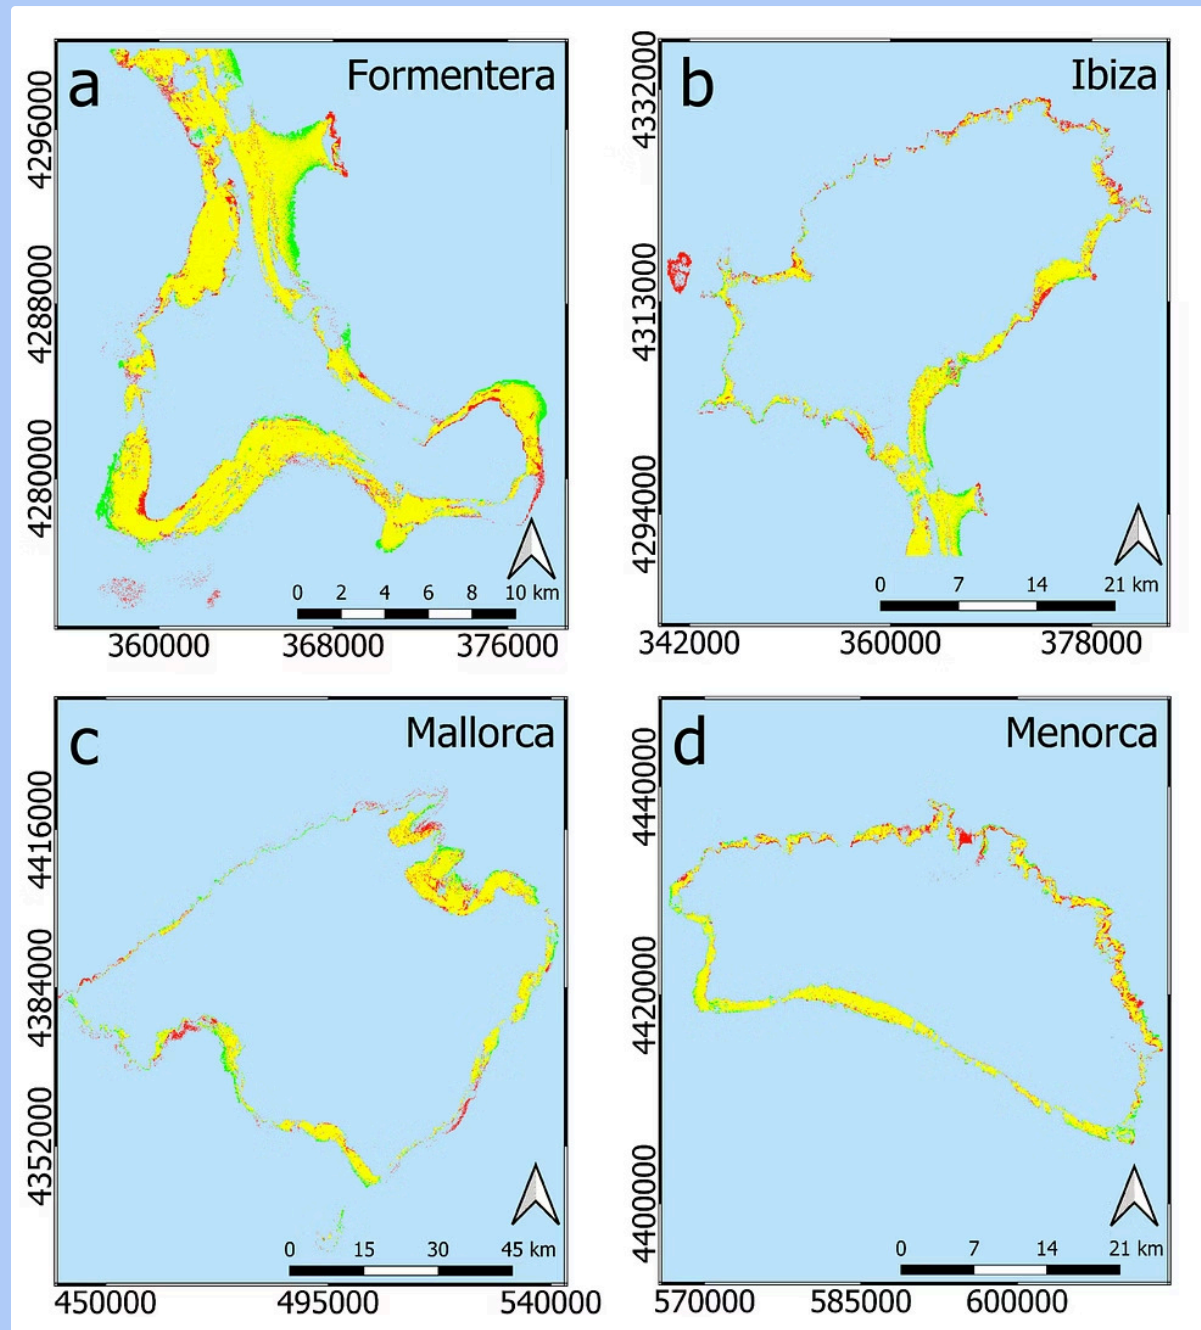 a
Formentera
4296000
4288000
4280000
0 2 4 6 8 10 km
360000 368000 376000
b
Ibiza
4332000
4313000
4294000
0 7 14 21 km
342000 360000 378000
c
Mallorca
4416000
4384000
4352000
0 15 30 45 km
450000 495000 540000
d
Menorca
4440000
4420000
4400000
0 7 14 21 km
570000 585000 600000